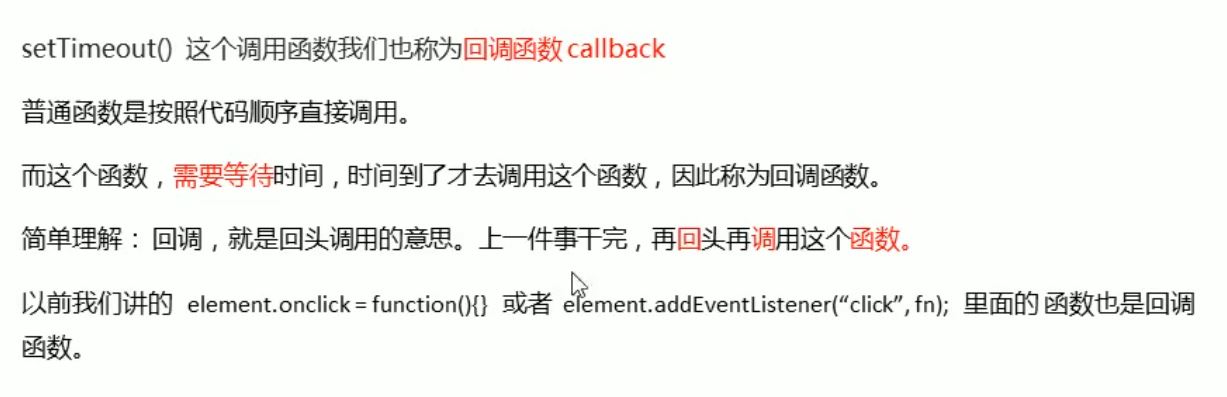 setTimeout() 这个调用函数我们也称为回调函数 callback
普通函数是按照代码顺序直接调用。
而这个函数，需要等待时间，时间到了才去调用这个函数，因此称为回调函数。
简单理解： 回调，就是回头调用的意思。上一件事干完，再回头再调用这个函数。
以前我们讲的 element.onclick = function(){} 或者 element.addEventListener(“click”, fn); 里面的 函数也是回调
函数。